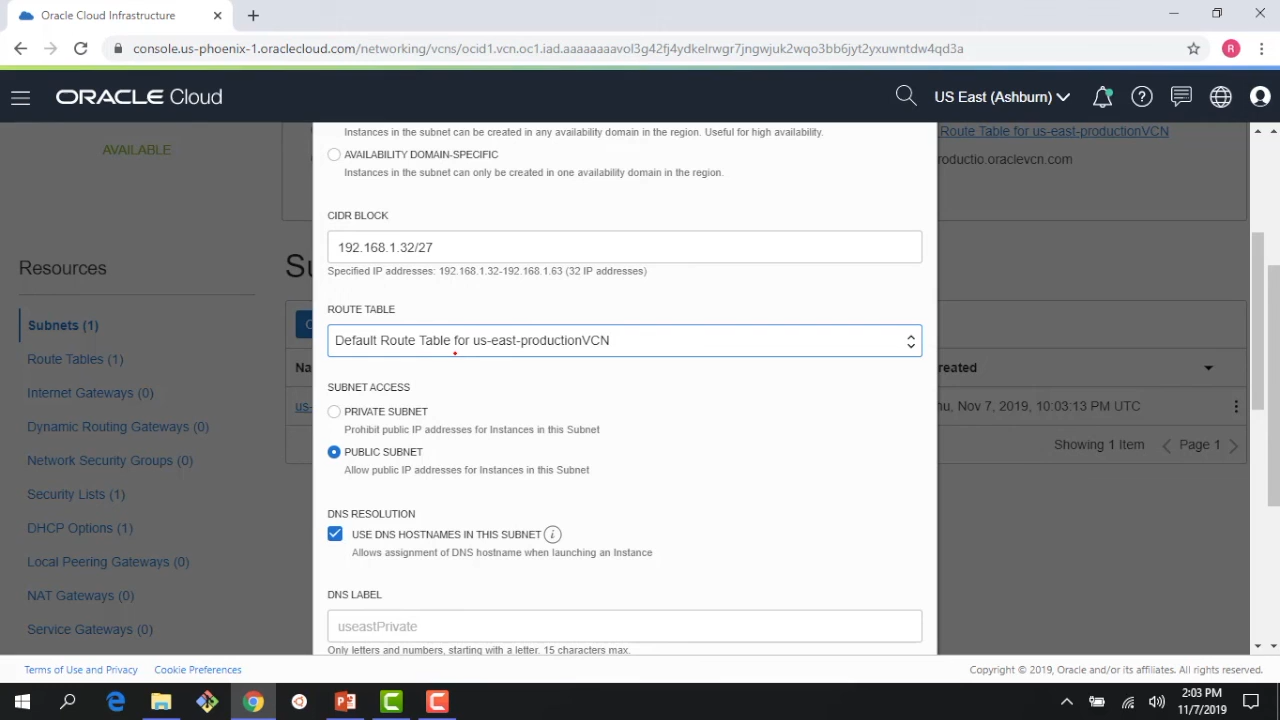 Oracle Cloud Infrastructure
console.us-phoenix-1.oraclecloud.com/networking/vcns/ocid1.vcn.oc1.iad.aaaaaaaavol3g42fj4ydkelrwgr7jngwjuk2wqo3bb6jyt2yxuwntdw4qd3a
R
ORACLE Cloud
US East (Ashburn)
Instances in the subnet can be created in any availability domain in the region. Useful for high availability.
Route Table for us-east-productionVCN
AVAILABLE
AVAILABILITY DOMAIN-SPECIFIC
productio.oraclevcn.com
Instances in the subnet can only be created in one availability domain in the region.
CIDR BLOCK
192.168.1.32/27
Specified IP addresses: 192.168.1.32-192.168.1.63 (32 IP addresses)
Resources
Su
ROUTE TABLE
Default Route Table for us-east-productionVCN
Subnets (1)
Route Tables (1)
Internet Gateways (0)
Dynamic Routing Gateways (0)
Network Security Groups (0)
Security Lists (1)
DHCP Options (1)
Local Peering Gateways (0)
NAT Gateways (0)
Service Gateways (0)
C
Na
reated
us-
hu, Nov 7, 2019, 10:03:13 PM UTC
Showing 1 Item
Page 1
SUBNET ACCESS
PRIVATE SUBNET
Prohibit public IP addresses for Instances in this Subnet
PUBLIC SUBNET
Allow public IP addresses for Instances in this Subnet
DNS RESOLUTION
USE DNS HOSTNAMES IN THIS SUBNET
Allows assignment of DNS hostname when launching an Instance
DNS LABEL
useastPrivate
Only letters and numbers, starting with a letter. 15 characters max.
Terms of Use and Privacy
Cookie Preferences
Copyright © 2019, Oracle and/or its affiliates. All rights reserved.
2:03 PM
11/7/2019